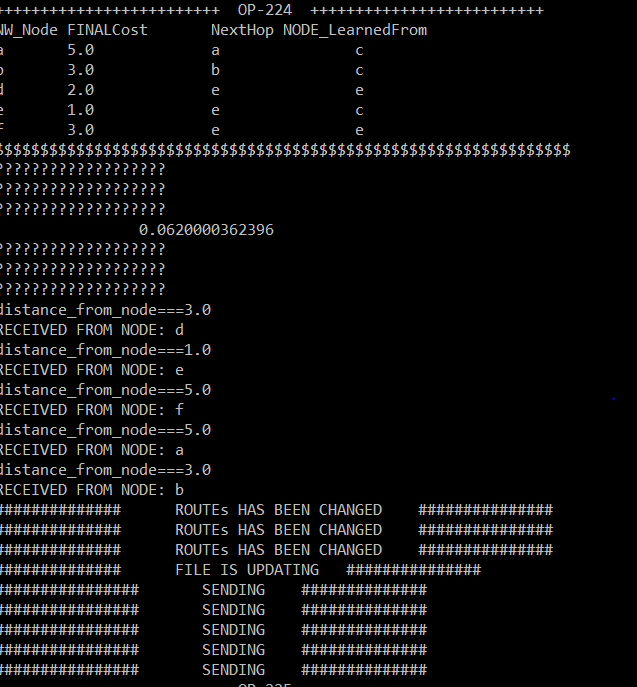 +++++++++++++++++++++++++  OP-224  ++++++++++++++++++++++++++
NW_Node FINALCost       NextHop NODE_LearnedFrom
a       5.0             a               c
b       3.0             b               c
d       2.0             e               e
e       1.0             e               c
f       3.0             e               e
$$$$$$$$$$$$$$$$$$$$$$$$$$$$$$$$$$$$$$$$$$$$$$$$$$$$$$$$$$$$$$$$
???????????????????
???????????????????
???????????????????
                0.0620000362396
???????????????????
???????????????????
???????????????????
distance_from_node===3.0
RECEIVED FROM NODE: d
distance_from_node===1.0
RECEIVED FROM NODE: e
distance_from_node===5.0
RECEIVED FROM NODE: f
distance_from_node===5.0
RECEIVED FROM NODE: a
distance_from_node===3.0
RECEIVED FROM NODE: b
##############      ROUTEs HAS BEEN CHANGED    ###############
##############      ROUTEs HAS BEEN CHANGED    ###############
##############      ROUTEs HAS BEEN CHANGED    ###############
##############      FILE IS UPDATING   ###############
################       SENDING    ##############
################       SENDING    ##############
################       SENDING    ##############
################       SENDING    ##############
################       SENDING    ##############